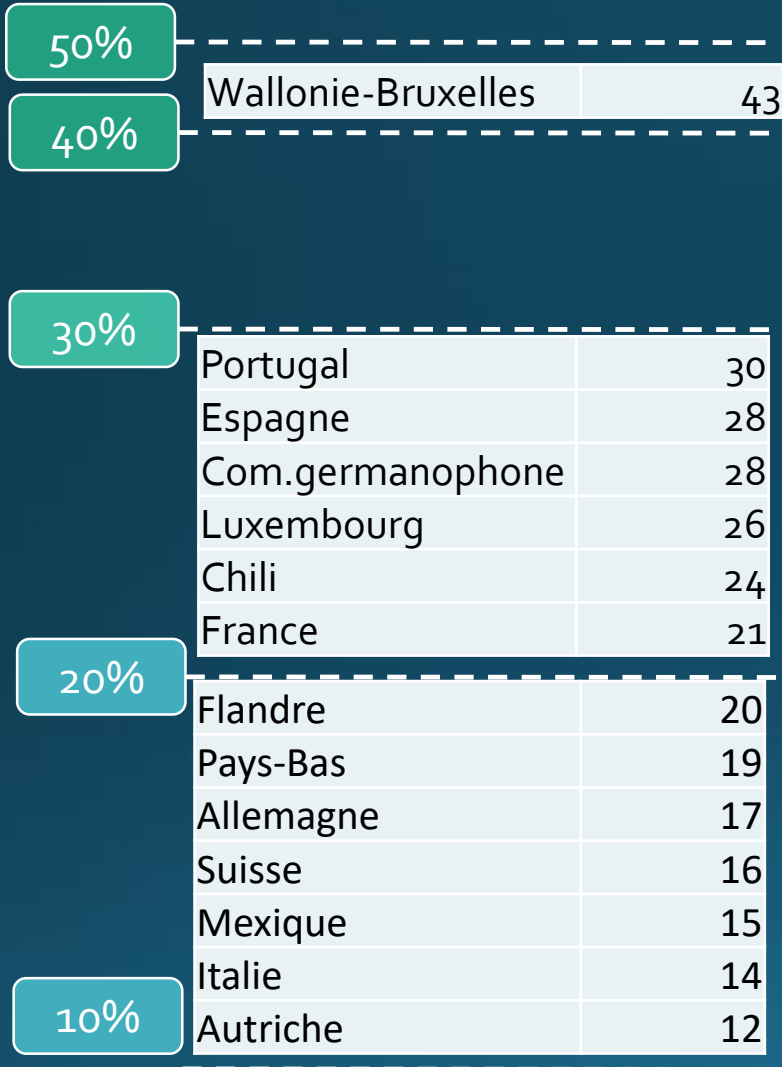 50%
Wallonie-Bruxelles 43
40%
30%
Portugal 30
Espagne 28
Com.germanophone 28
Luxembourg 26
Chili 24
France 21
20%
Flandre 20
Pays-Bas 19
Allemagne 17
Suisse 16
Mexique 15
Italie 14
10%
Autriche 12